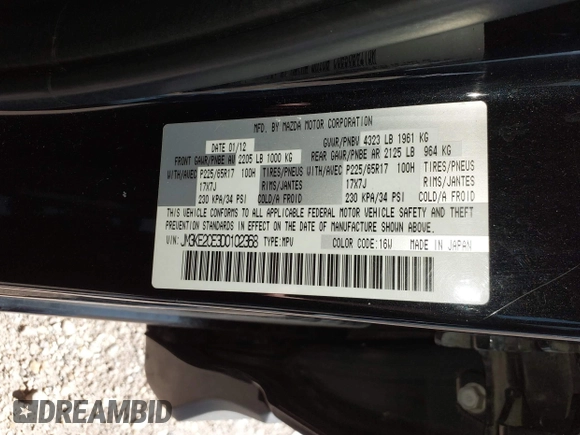 MFD. BY MAZDA MOTOR CORPORATION
DATE 01/12
GVWR/PNBV 4323 LB 1961 KG
FRONT GAWR/PNBE AV 2205 LB 1000 KG
REAR GAWR/PNBE AR 2125 LB 964 KG
WITH/AVEC P225/65R17 100H TIRES/PNEUS
17X7J RIMS/JANTES
230 KPA/34 PSI COLD/A FROID
WITH/AVEC P225/65R17 100H TIRES/PNEUS
17X7J RIMS/JANTES
230 KPA/34 PSI COLD/A FROID
THIS VEHICLE CONFORMS TO ALL APPLICABLE FEDERAL MOTOR VEHICLE SAFETY AND THEFT
PREVENTION STANDARDS IN EFFECT ON THE DATE OF MANUFACTURE SHOWN ABOVE.
VIN: JM3KE2CE3D0102368 TYPE:MPV COLOR CODE:16W MADE IN JAPAN
DREAMBID